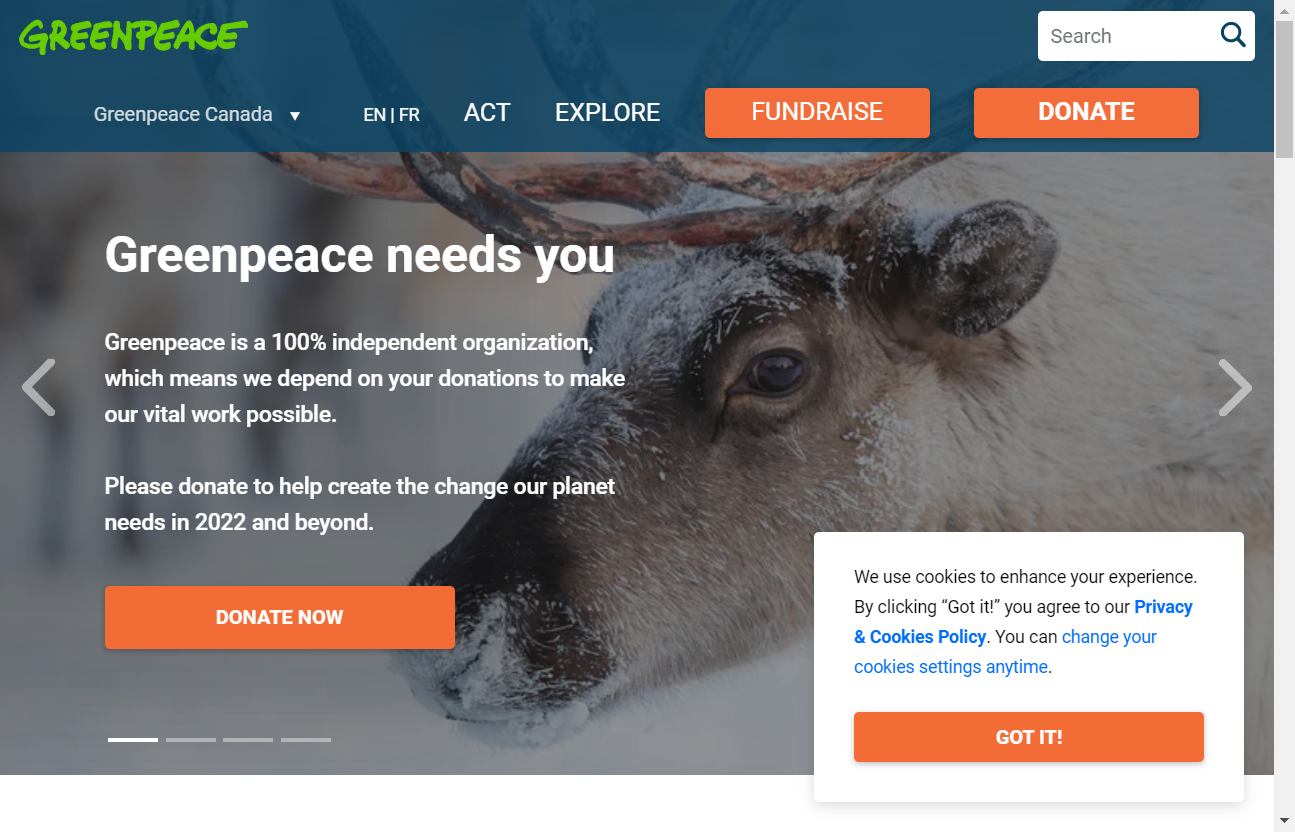 GREENPEACE
Search
Greenpeace Canada
EN | FR
ACT
EXPLORE
FUNDRAISE
DONATE
Greenpeace needs you
Greenpeace is a 100% independent organization,
which means we depend on your donations to make
our vital work possible.
Please donate to help create the change our planet
needs in 2022 and beyond.
DONATE NOW
We use cookies to enhance your experience.
By clicking “Got it!” you agree to our Privacy
& Cookies Policy. You can change your
cookies settings anytime.
GOT IT!